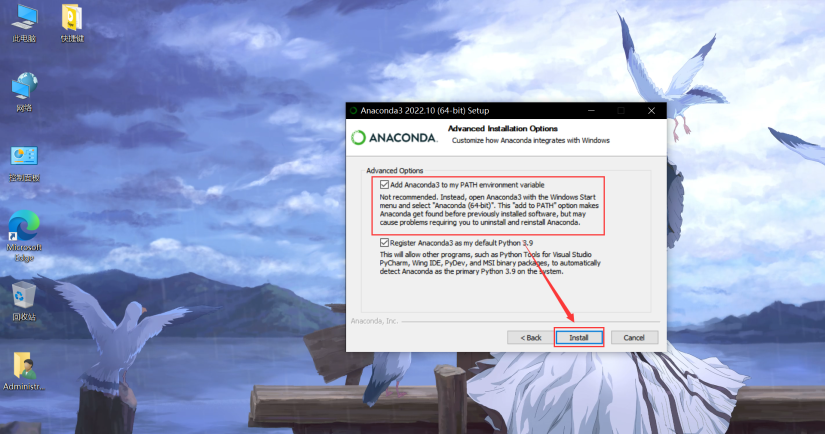 此电脑
快捷键
网络
控制面板
Microsoft
Edge
回收站
Administr...
Anaconda3 2022.10 (64-bit) Setup
ANACONDA.
Advanced Installation Options
Customize how Anaconda integrates with Windows
Advanced Options
Add Anaconda3 to my PATH environment variable
Not recommended. Instead, open Anaconda3 with the Windows Start
menu and select "Anaconda (64-bit)". This "add to PATH" option makes
Anaconda get found before previously installed software, but may
cause problems requiring you to uninstall and reinstall Anaconda.
Register Anaconda3 as my default Python 3.9
This will allow other programs, such as Python Tools for Visual Studio
PyCharm, Wing IDE, PyDev, and MSI binary packages, to automatically
detect Anaconda as the primary Python 3.9 on the system.
Anaconda, Inc.
< Back
Install
Cancel